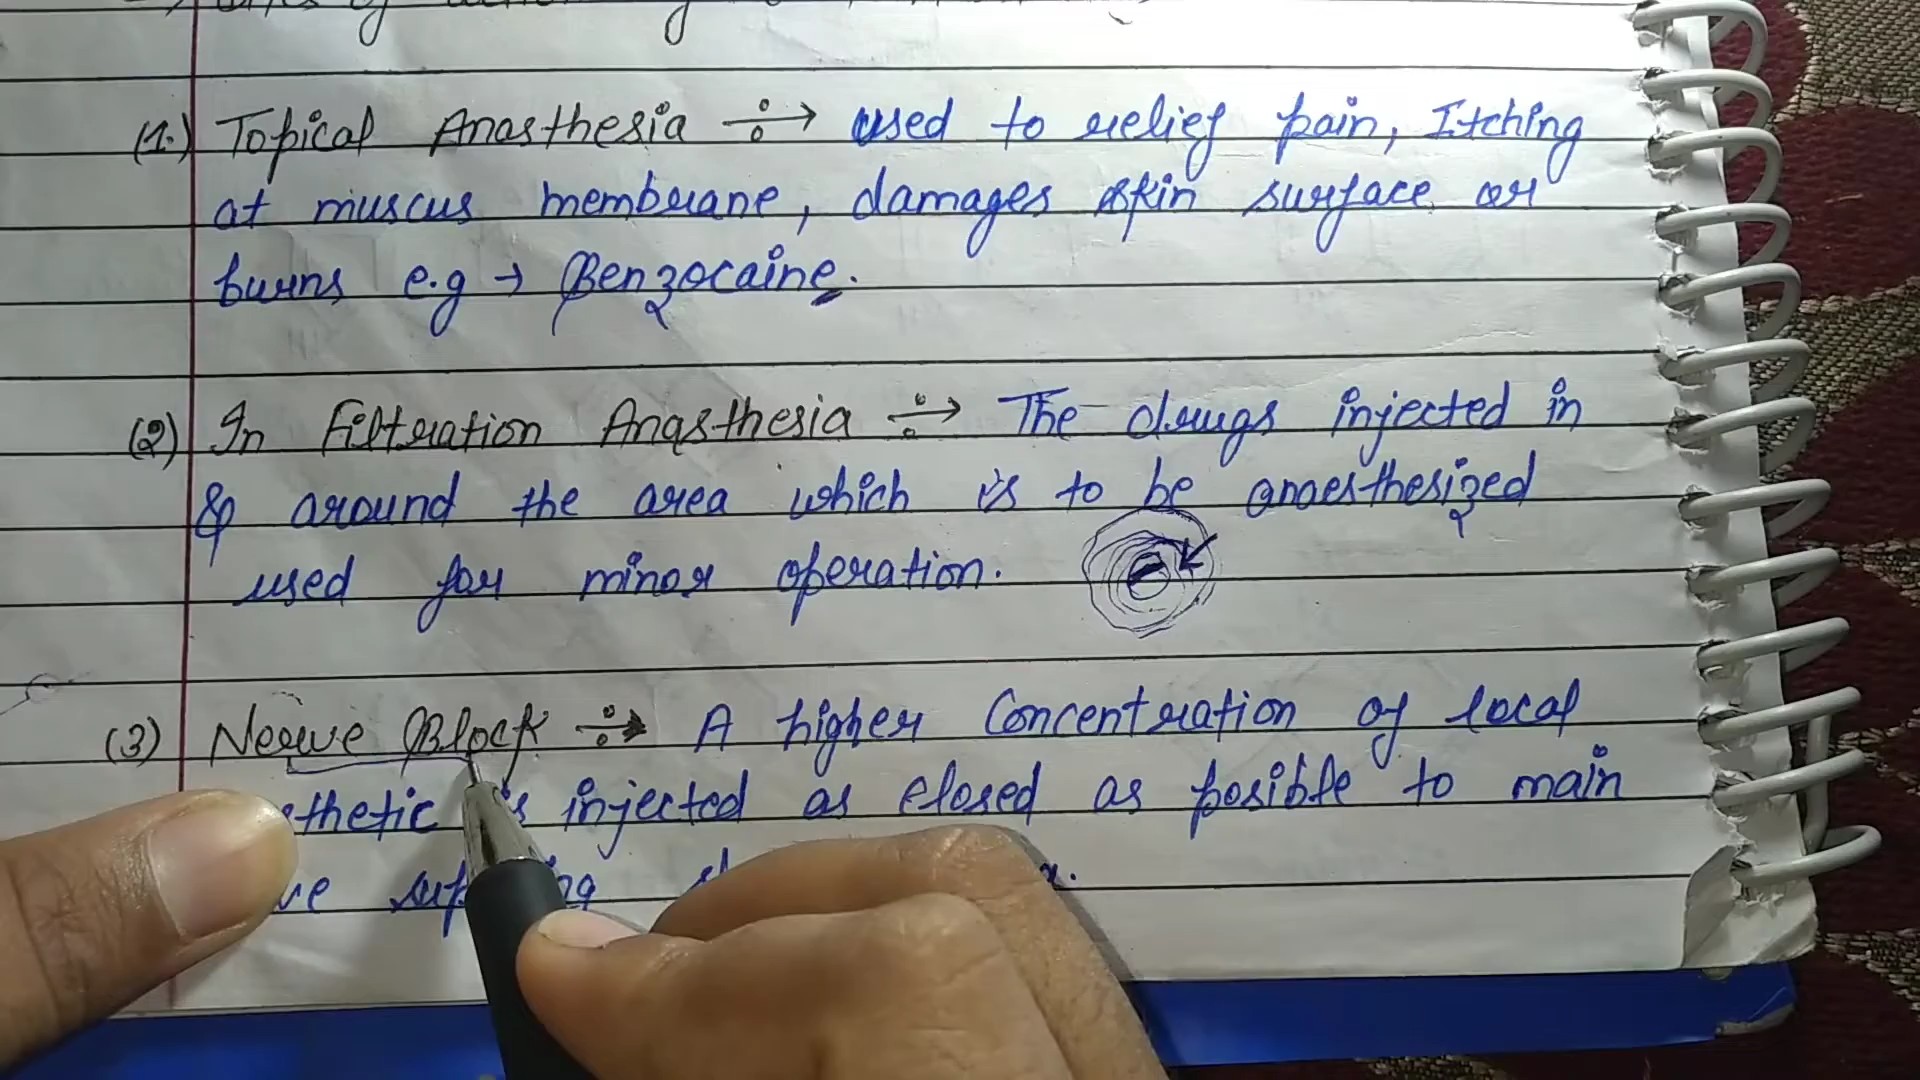 (1.) Topical Anasthesia ÷→ used to relief pain, Itching
at muscus membrane, damages skin surface or
burns e.g → Benzocaine.
(2) In Filtration Anasthesia ÷→ The drugs injected in
& around the area which is to be anaesthesized
used for minor operation.
(3) Nerve Block ÷→ A higher Concentration of local
thetic is injected as closed as posible to main